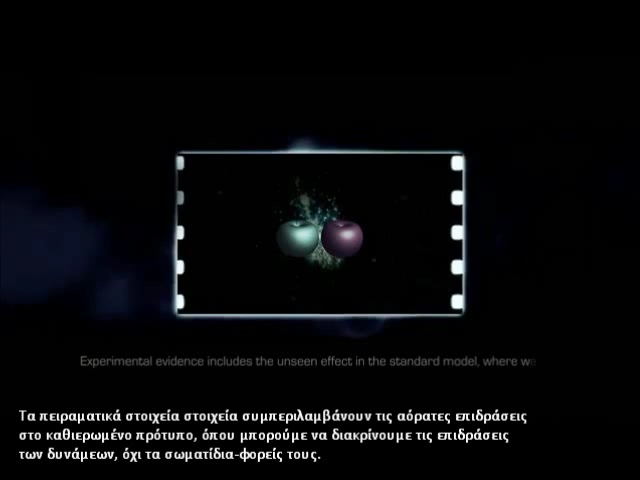 Experimental evidence includes the unseen effect in the standard model, where we
Τα πειραματικά στοιχεία στοιχεία συμπεριλαμβάνουν τις αόρατες επιδράσεις
στο καθιερωμένο πρότυπο, όπου μπορούμε να διακρίνουμε τις επιδράσεις
των δυνάμεων, όχι τα σωματίδια-φορείς τους.